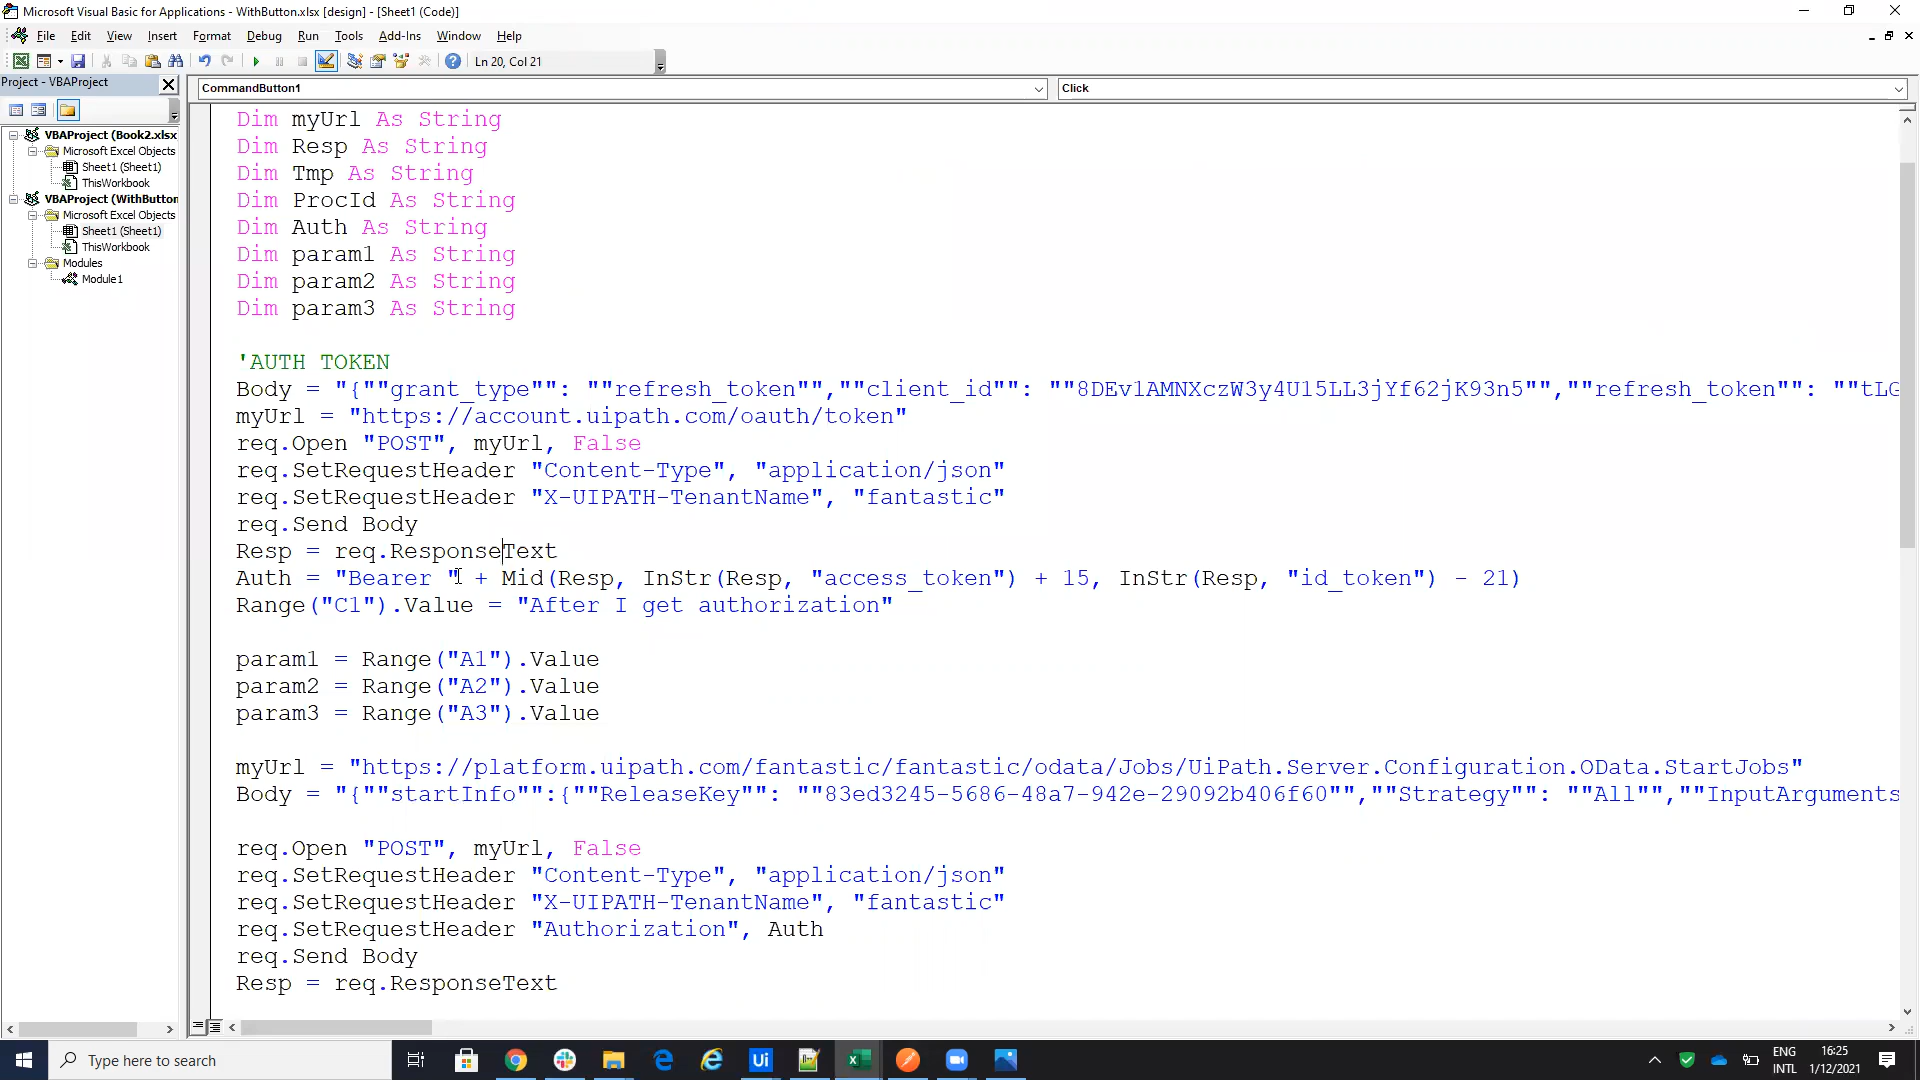 Microsoft Visual Basic for Applications - WithButton.xlsx [design] - [Sheet1 (Code)]
File Edit View Insert Format Debug Run Tools Add-Ins Window Help
Ln 20, Col 21
Project - VBAProject
CommandButton1
Click
VBAProject (Book2.xlsx
Microsoft Excel Objects
Sheet1 (Sheet1)
ThisWorkbook
VBAProject (WithButton
Microsoft Excel Objects
Sheet1 (Sheet1)
ThisWorkbook
Modules
Module1
Dim myUrl As String
Dim Resp As String
Dim Tmp As String
Dim ProcId As String
Dim Auth As String
Dim param1 As String
Dim param2 As String
Dim param3 As String
'AUTH TOKEN
Body = "{""grant_type"": ""refresh_token"",""client_id"": ""8DEv1AMNXczW3y4U15LL3jYf62jK93n5"",""refresh_token"": ""tLG
myUrl = "https://account.uipath.com/oauth/token"
req.Open "POST", myUrl, False
req.SetRequestHeader "Content-Type", "application/json"
req.SetRequestHeader "X-UIPATH-TenantName", "fantastic"
req.Send Body
Resp = req.ResponseText
Auth = "Bearer " + Mid(Resp, InStr(Resp, "access_token") + 15, InStr(Resp, "id_token") - 21)
Range("C1").Value = "After I get authorization"
param1 = Range("A1").Value
param2 = Range("A2").Value
param3 = Range("A3").Value
myUrl = "https://platform.uipath.com/fantastic/fantastic/odata/Jobs/UiPath.Server.Configuration.OData.StartJobs"
Body = "{""startInfo"":{""ReleaseKey"": ""83ed3245-5686-48a7-942e-29092b406f60"",""Strategy"": ""All"",""InputArguments
req.Open "POST", myUrl, False
req.SetRequestHeader "Content-Type", "application/json"
req.SetRequestHeader "X-UIPATH-TenantName", "fantastic"
req.SetRequestHeader "Authorization", Auth
req.Send Body
Resp = req.ResponseText
Type here to search
Ui
ENG
INTL
16:25
1/12/2021